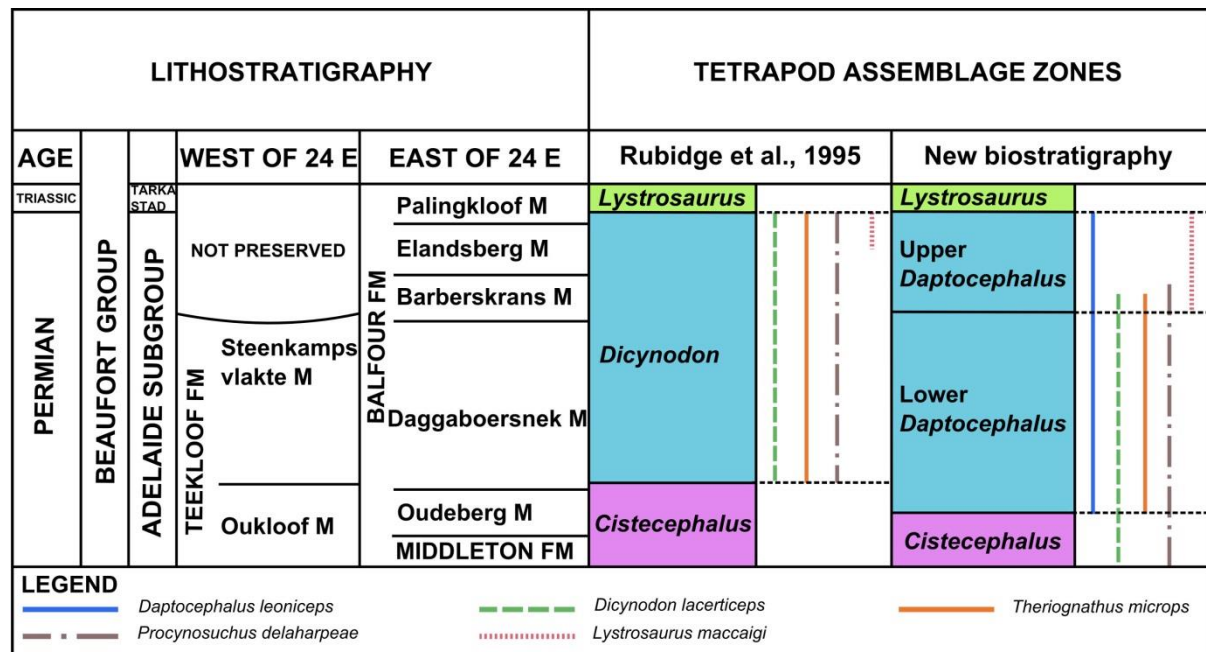 LITHOSTRATIGRAPHY
TETRAPOD ASSEMBLAGE ZONES
AGE
BEAUFORT GROUP
WEST OF 24 E
EAST OF 24 E
Rubidge et al., 1995
New biostratigraphy
TRIASSIC
TARKA
STAD
PERMIAN
ADELAIDE SUBGROUP
NOT PRESERVED
TEEKLOOF FM
Steenkamps
vlakte M
Oukloof M
BALFOUR FM
Palingkloof M
Elandsberg M
Barberskrans M
Daggaboersnek M
Oudeberg M
MIDDLETON FM
Lystrosaurus
Dicynodon
Cistecephalus
Lystrosaurus
Upper
Daptocephalus
Lower
Daptocephalus
Cistecephalus
LEGEND
Daptocephalus leoniceps
Dicynodon lacerticeps
Theriognathus microps
Procynosuchus delaharpeae
Lystrosaurus maccaigi